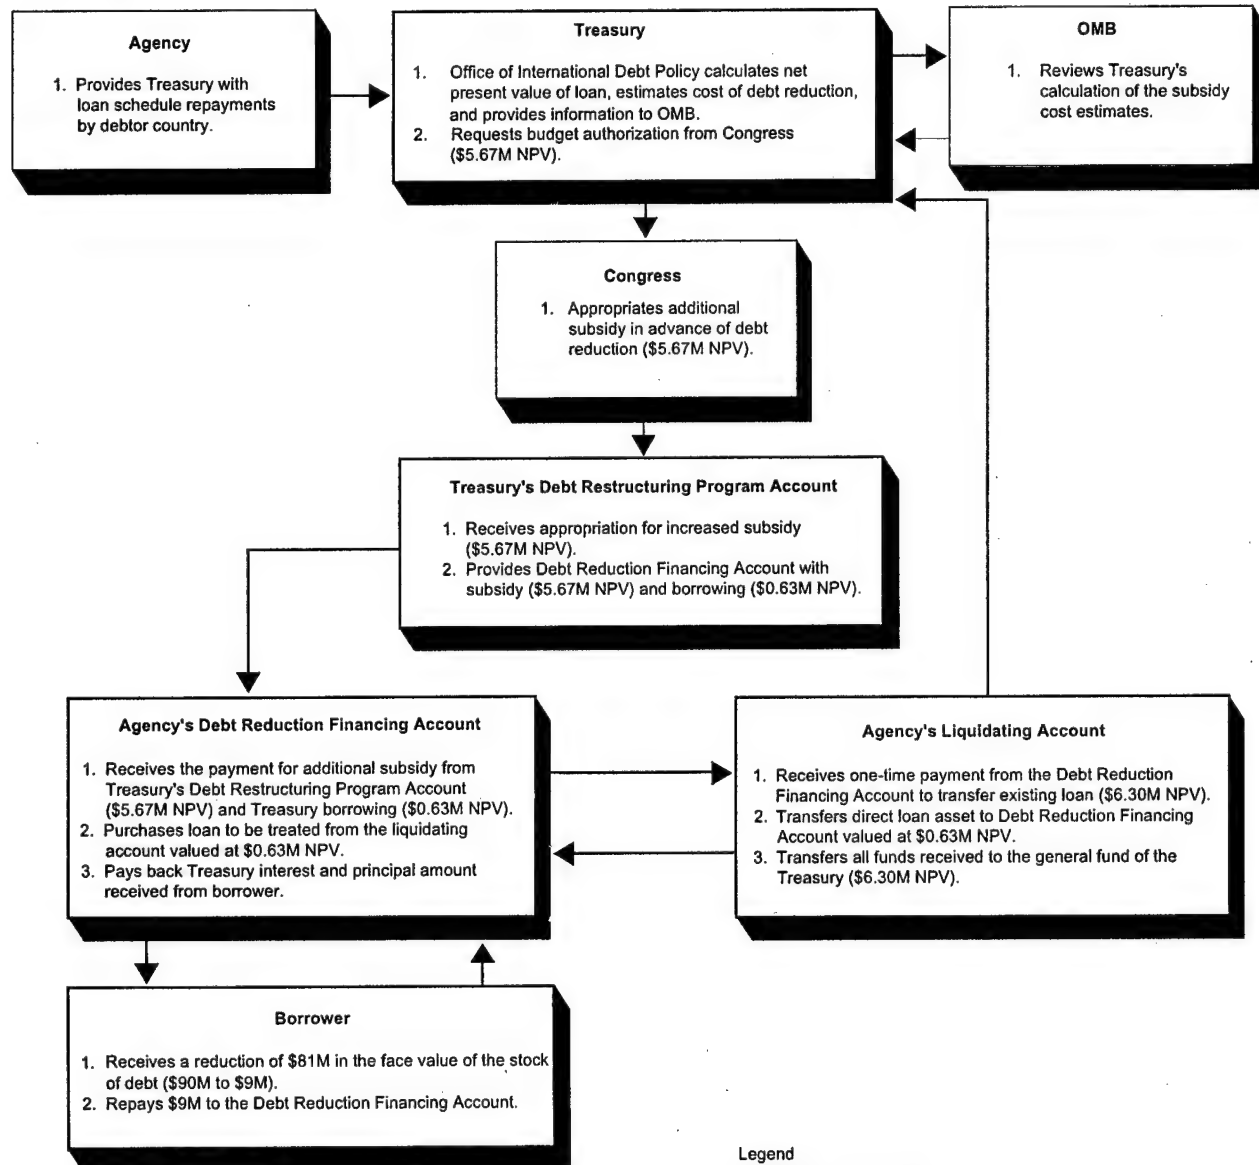 Agency
1. Provides Treasury with
loan schedule repayments
by debtor country.
Treasury
1. Office of International Debt Policy calculates net
present value of loan, estimates cost of debt reduction,
and provides information to OMB.
2. Requests budget authorization from Congress
($5.67M NPV).
OMB
1. Reviews Treasury's
calculation of the subsidy
cost estimates.
Congress
1. Appropriates additional
subsidy in advance of debt
reduction ($5.67M NPV).
Treasury's Debt Restructuring Program Account
1. Receives appropriation for increased subsidy
($5.67M NPV).
2. Provides Debt Reduction Financing Account with
subsidy ($5.67M NPV) and borrowing ($0.63M NPV).
Agency's Debt Reduction Financing Account
1. Receives the payment for additional subsidy from
Treasury's Debt Restructuring Program Account
($5.67M NPV) and Treasury borrowing ($0.63M NPV).
2. Purchases loan to be treated from the liquidating
account valued at $0.63M NPV.
3. Pays back Treasury interest and principal amount
received from borrower.
Agency's Liquidating Account
1. Receives one-time payment from the Debt Reduction
Financing Account to transfer existing loan ($6.30M NPV).
2. Transfers direct loan asset to Debt Reduction Financing
Account valued at $0.63M NPV.
3. Transfers all funds received to the general fund of the
Treasury ($6.30M NPV).
Borrower
1. Receives a reduction of $81M in the face value of the stock
of debt ($90M to $9M).
2. Repays $9M to the Debt Reduction Financing Account.
Legend